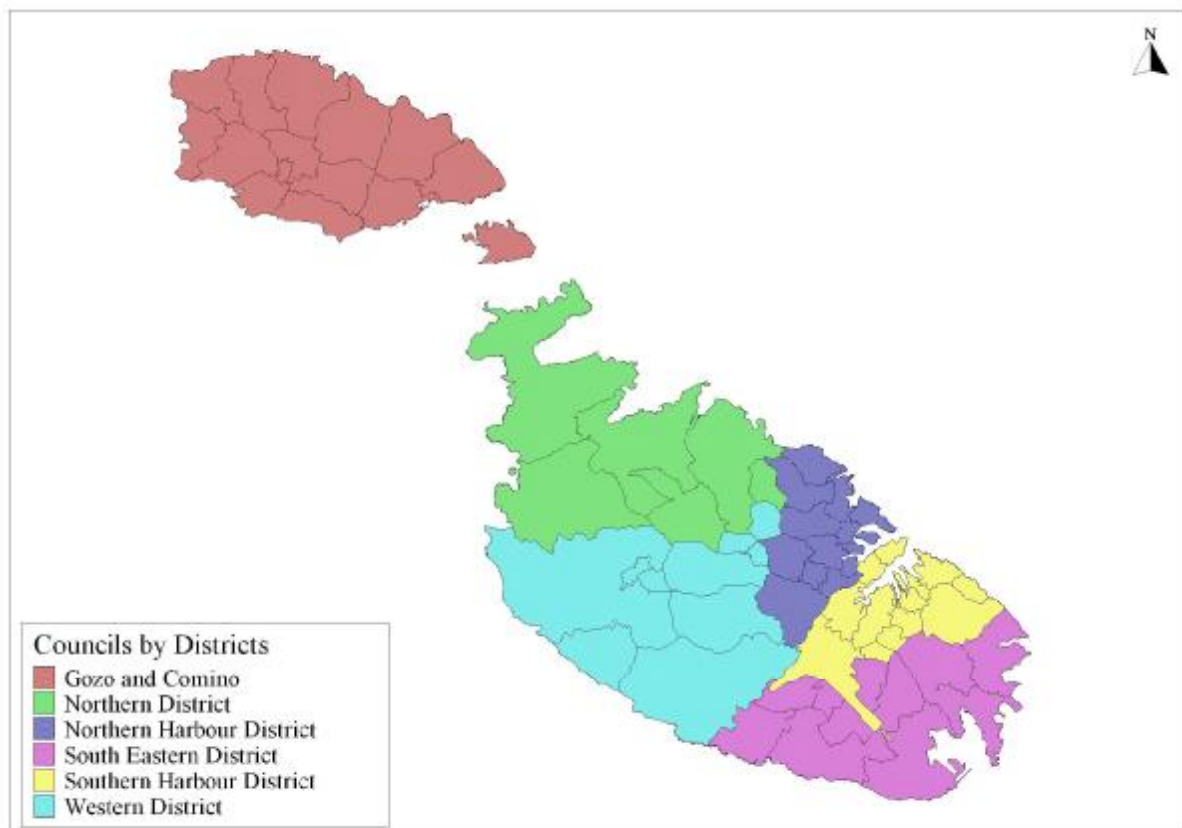 N
Councils by Districts
Gozo and Comino
Northern District
Northern Harbour District
South Eastern District
Southern Harbour District
Western District